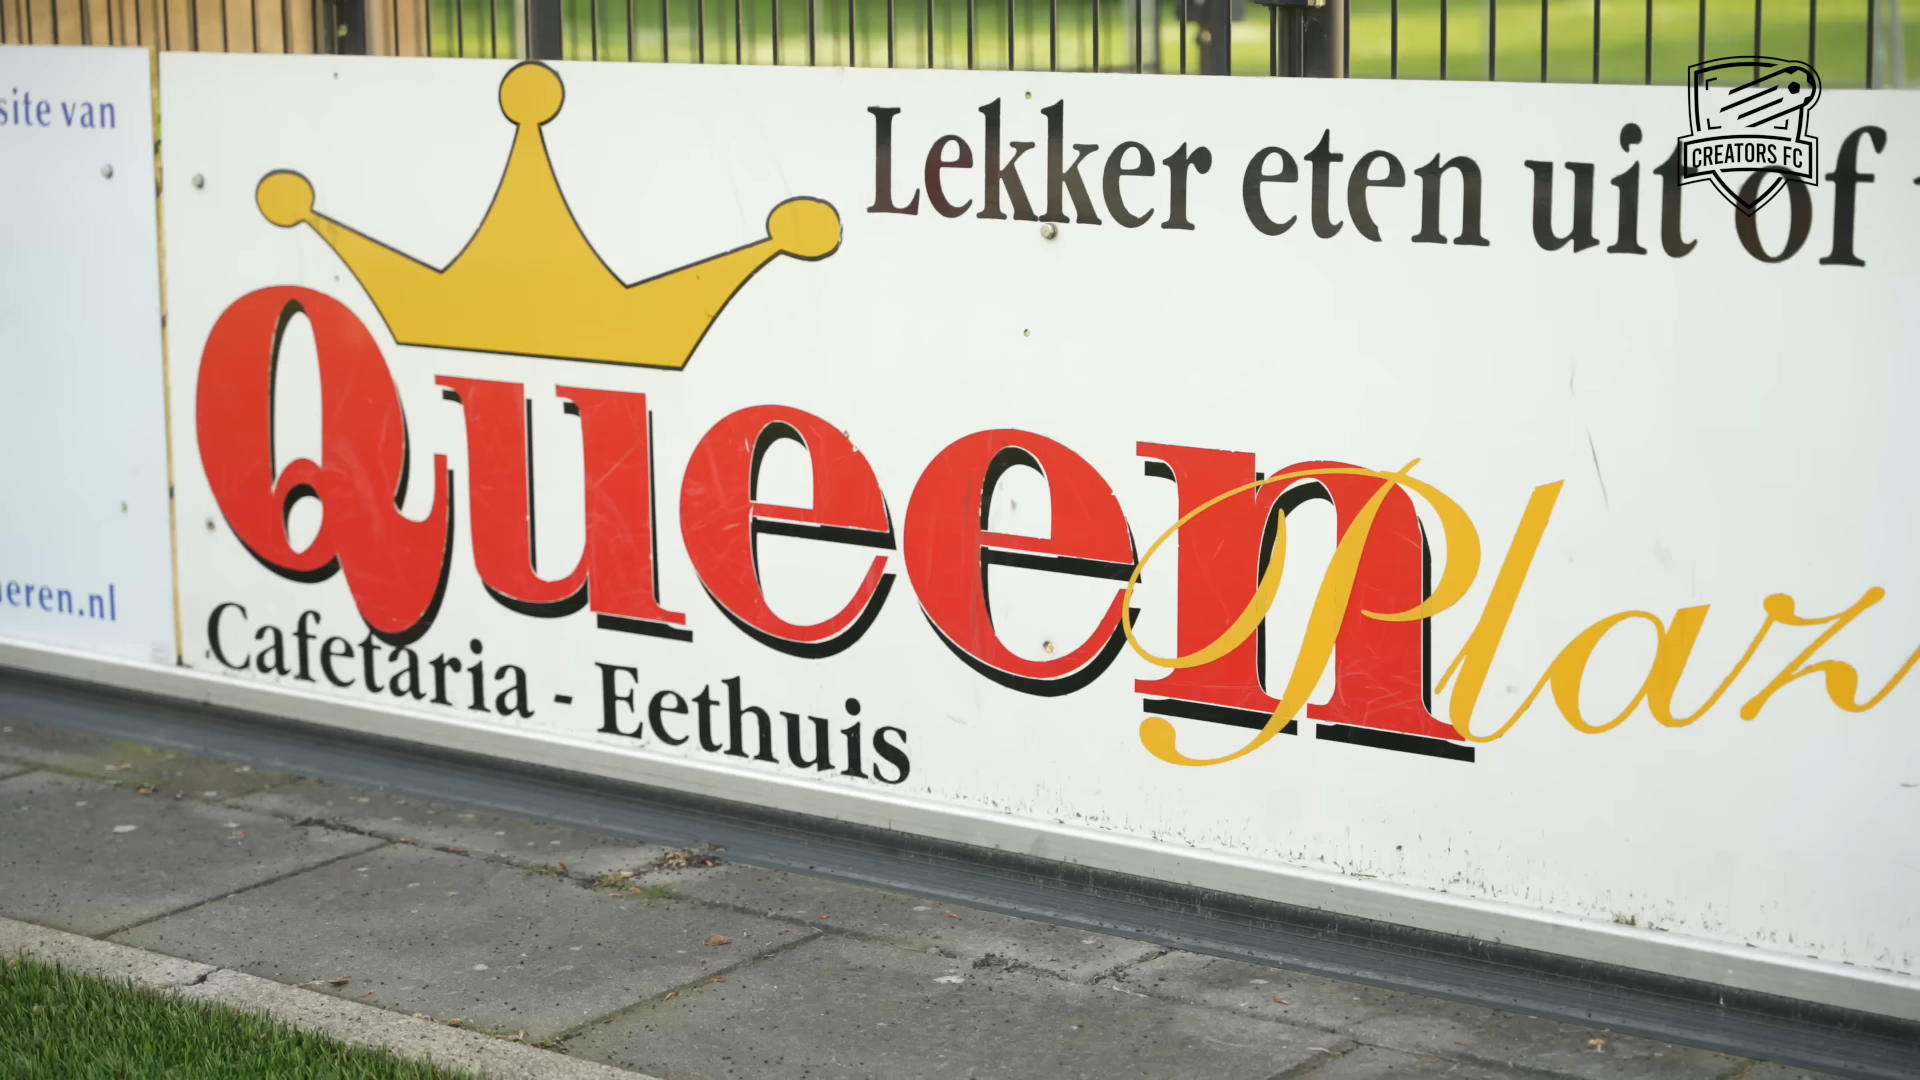 site van
Lekker eten uit of
CREATORS FC
Queen
Plaz
Cafetaria - Eethuis
eren.nl